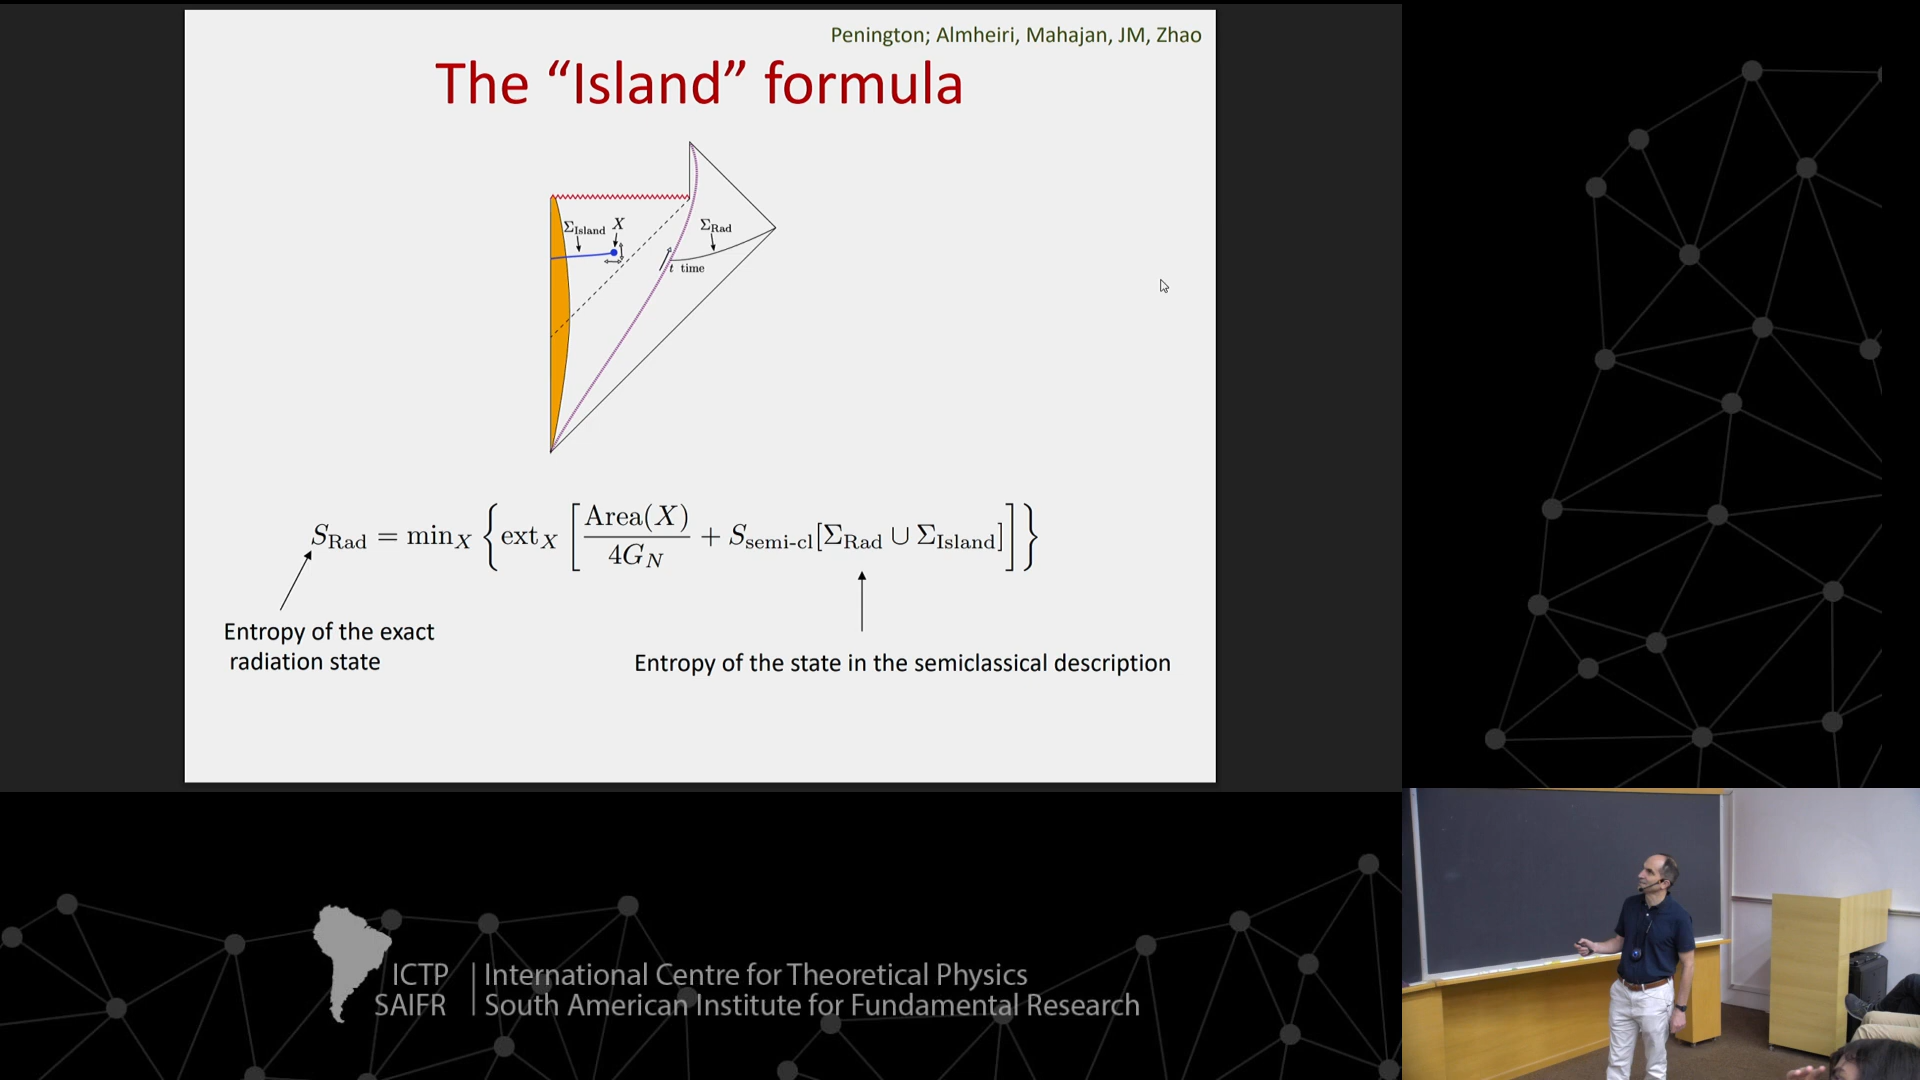 Penington; Almheiri, Mahajan, JM, Zhao
The “Island” formula
Σ_Island X
Σ_Rad
t time
S_Rad = min_X { ext_X [ Area(X) / 4G_N + S_semi-cl[Σ_Rad ∪ Σ_Island] ] }
Entropy of the exact
radiation state
Entropy of the state in the semiclassical description
ICTP | International Centre for Theoretical Physics
SAIFR | South American Institute for Fundamental Research